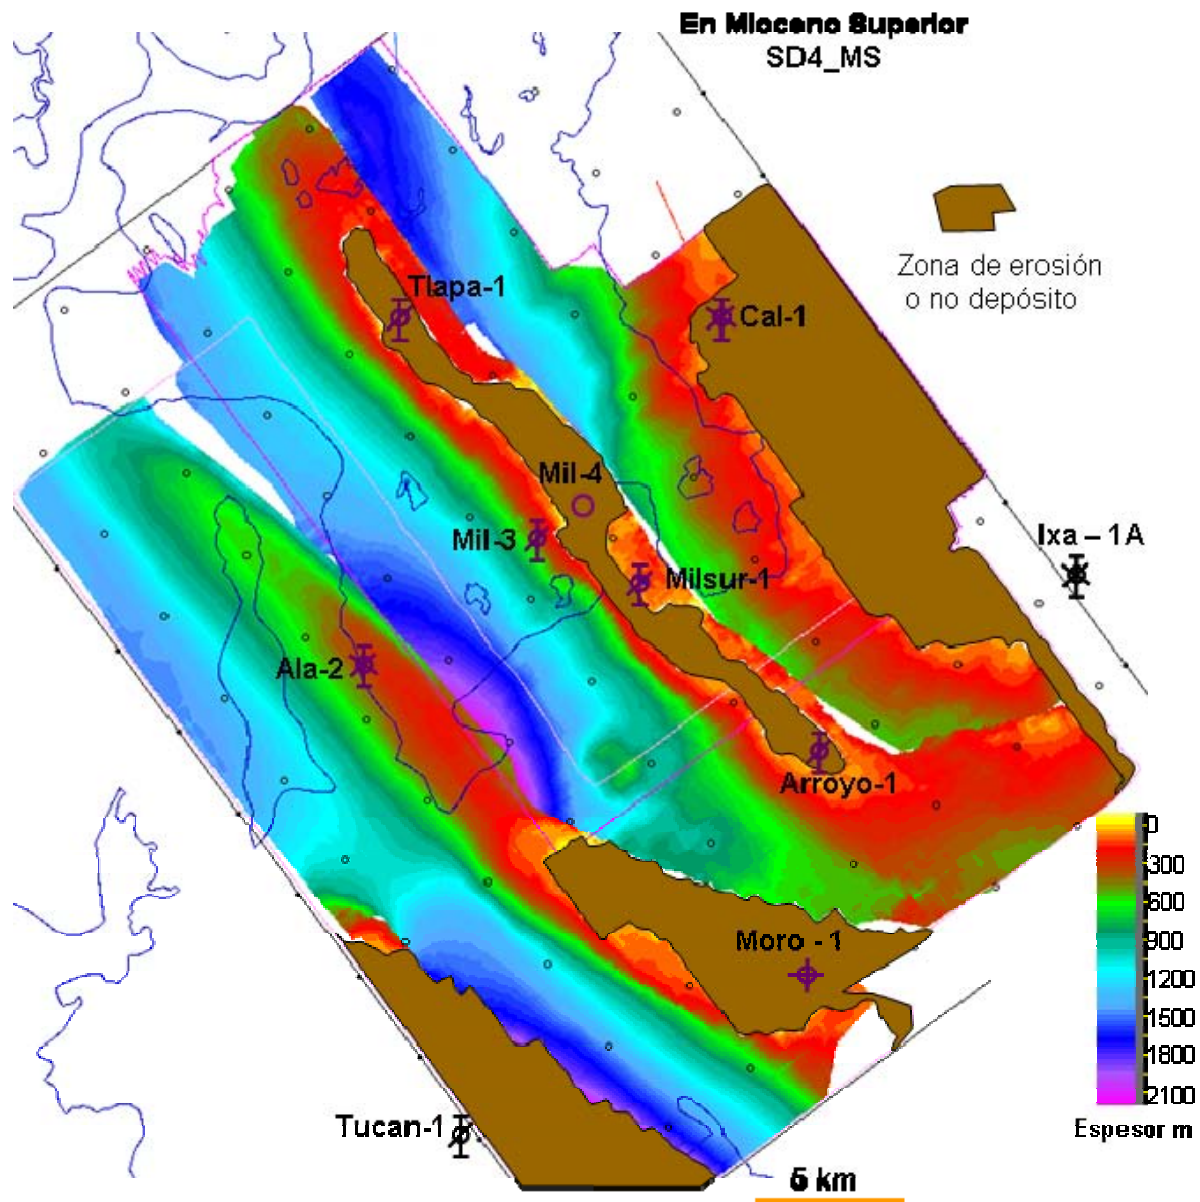 En Mioceno Superior
SD4_MS
Zona de erosión
o no depósito
Tlapa-1
Cal-1
Mil-4
Mil-3
Ixa – 1A
Milsur-1
Ala-2
Arroyo-1
Moro - 1
Tucan-1
0
300
600
900
1200
1500
1800
2100
Espesor m
5 km